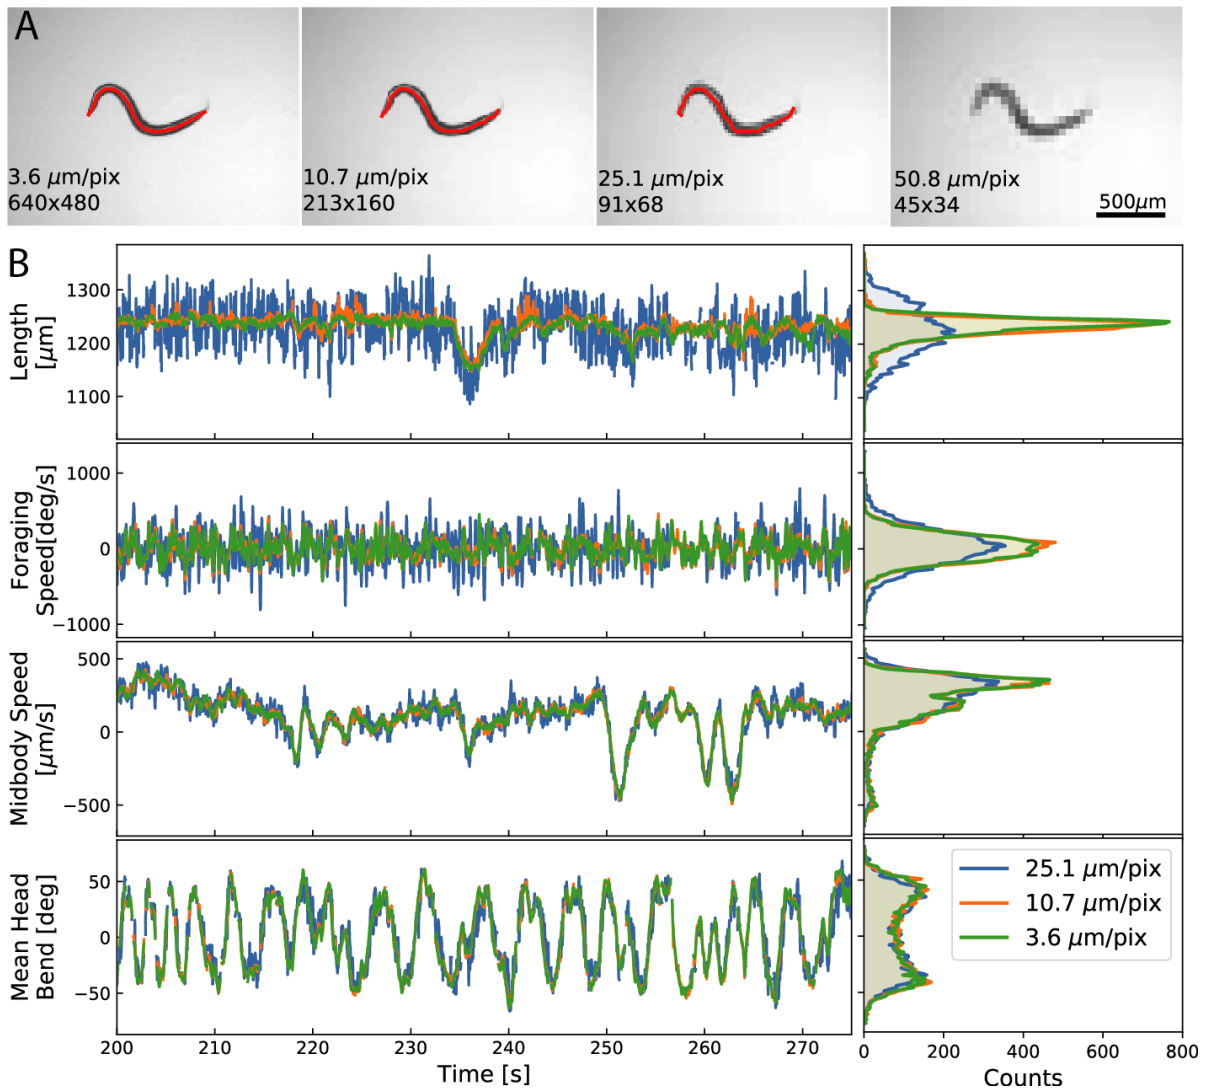 A
3.6 μm/pix
640x480
10.7 μm/pix
213x160
25.1 μm/pix
91x68
50.8 μm/pix
45x34
500μm
B
Length
[μm]
1300
1200
1100
Foraging
Speed[deg/s]
1000
0
−1000
Midbody Speed
[μm/s]
500
0
−500
Mean Head
Bend [deg]
50
0
−50
25.1 μm/pix
10.7 μm/pix
3.6 μm/pix
200 210 220 230 240 250 260 270
Time [s]
0 200 400 600 800
Counts